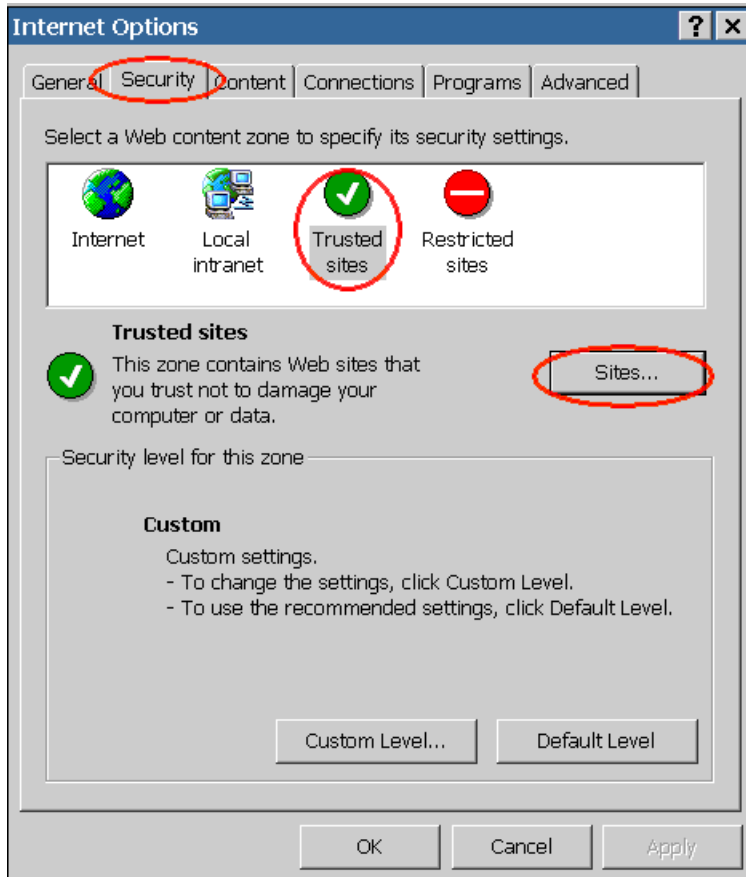 Internet Options
General Security Content Connections Programs Advanced
Select a Web content zone to specify its security settings.
Internet
Local
intranet
Trusted
sites
Restricted
sites
Trusted sites
This zone contains Web sites that
you trust not to damage your
computer or data.
Sites...
Security level for this zone
Custom
Custom settings.
- To change the settings, click Custom Level.
- To use the recommended settings, click Default Level.
Custom Level... Default Level
OK Cancel Apply